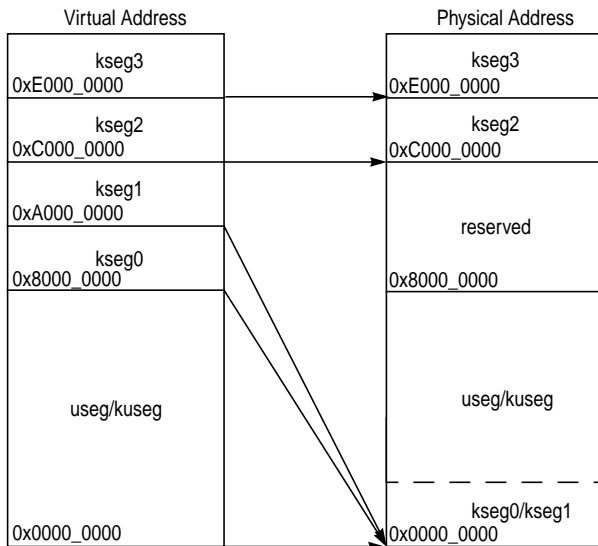 Virtual Address
kseg3
0xE000_0000
kseg2
0xC000_0000
kseg1
0xA000_0000
kseg0
0x8000_0000
useg/kuseg
0x0000_0000
Physical Address
kseg3
0xE000_0000
kseg2
0xC000_0000
reserved
0x8000_0000
useg/kuseg
kseg0/kseg1
0x0000_0000